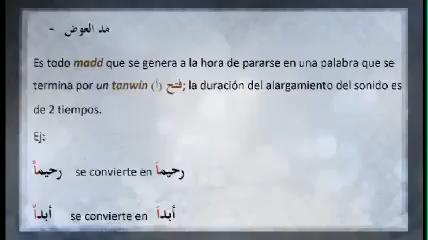 - مد العوض
Es todo madd que se genera a la hora de pararse en una palabra que se
termina por un tanwin (أ) فتح; la duración del alargamiento del sonido es
de 2 tiempos.
Ej:
رحيماً se convierte en رحيماَ
أبداً se convierte en أبداَ